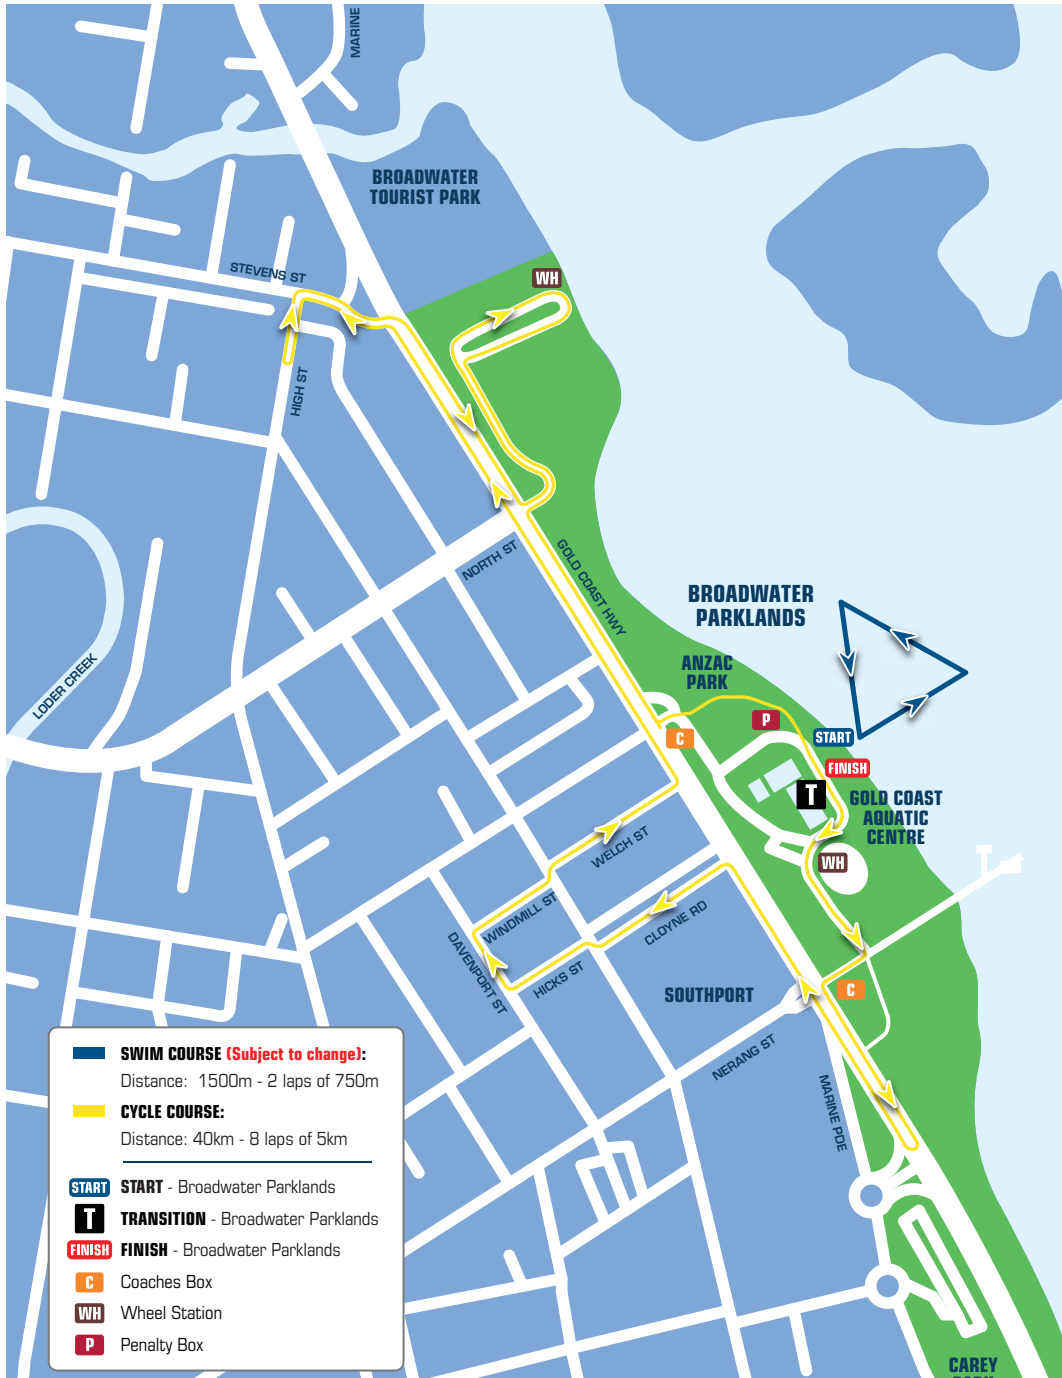 MARINE
BROADWATER
TOURIST PARK
STEVENS ST
WH
HIGH ST
NORTH ST
GOLD COAST HWY
BROADWATER
PARKLANDS
ANZAC
PARK
LODER CREEK
P
C
START
FINISH
T
GOLD COAST
AQUATIC
CENTRE
WH
WELCH ST
WINDMILL ST
CLOYNE RD
DAVENPORT ST
HICKS ST
SOUTHPORT
C
NERANG ST
MARINE PDE
SWIM COURSE (Subject to change):
Distance: 1500m - 2 laps of 750m
CYCLE COURSE:
Distance: 40km - 8 laps of 5km
START START - Broadwater Parklands
T TRANSITION - Broadwater Parklands
FINISH FINISH - Broadwater Parklands
C Coaches Box
WH Wheel Station
P Penalty Box
CAREY